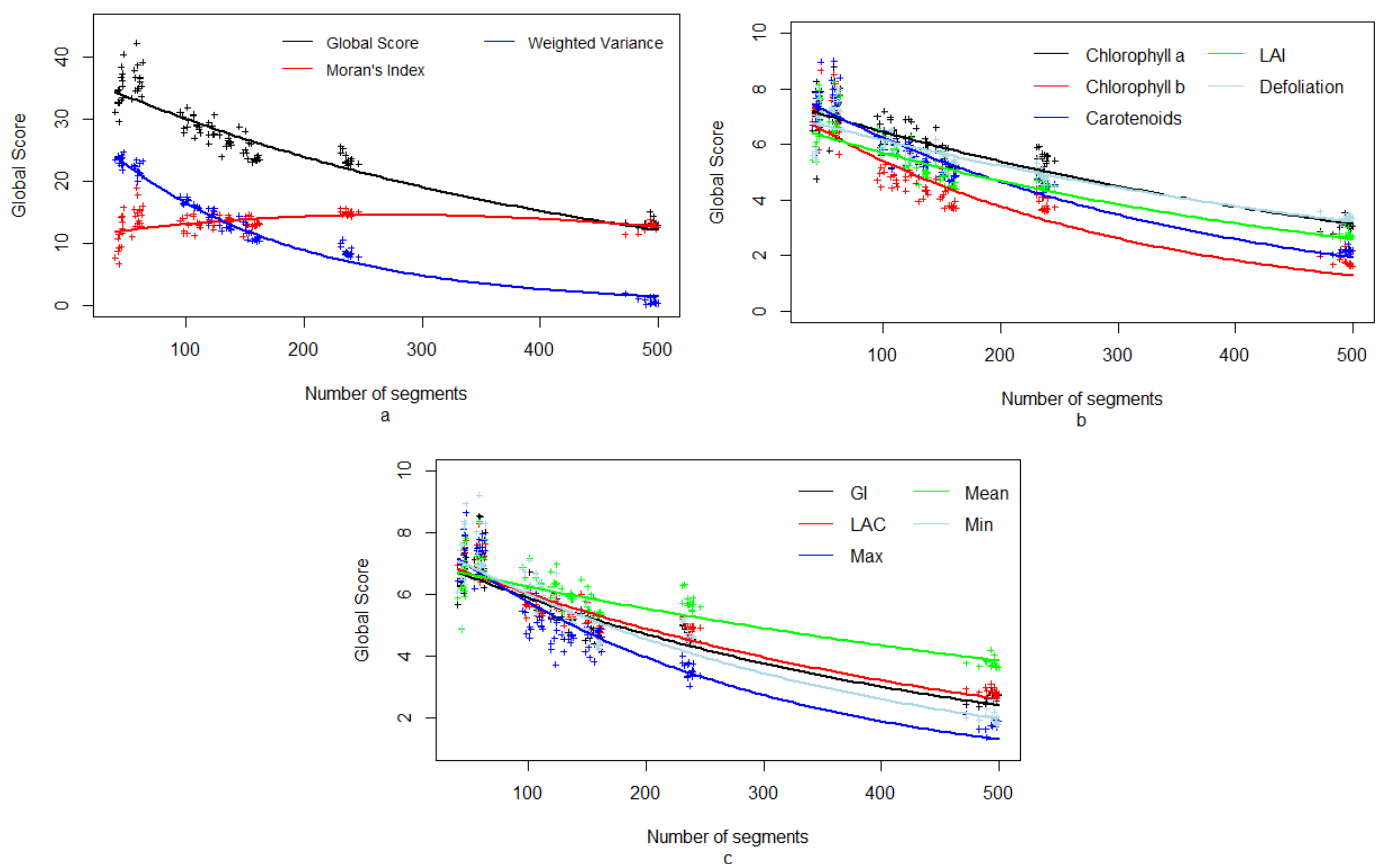 Global Score
0 10 20 30 40
Global Score
Moran's Index
Weighted Variance
100 200 300 400 500
Number of segments
a
Global Score
0 2 4 6 8 10
Chlorophyll a
Chlorophyll b
Carotenoids
LAI
Defoliation
100 200 300 400 500
Number of segments
b
Global Score
2 4 6 8 10
GI
LAC
Max
Mean
Min
100 200 300 400 500
Number of segments
c